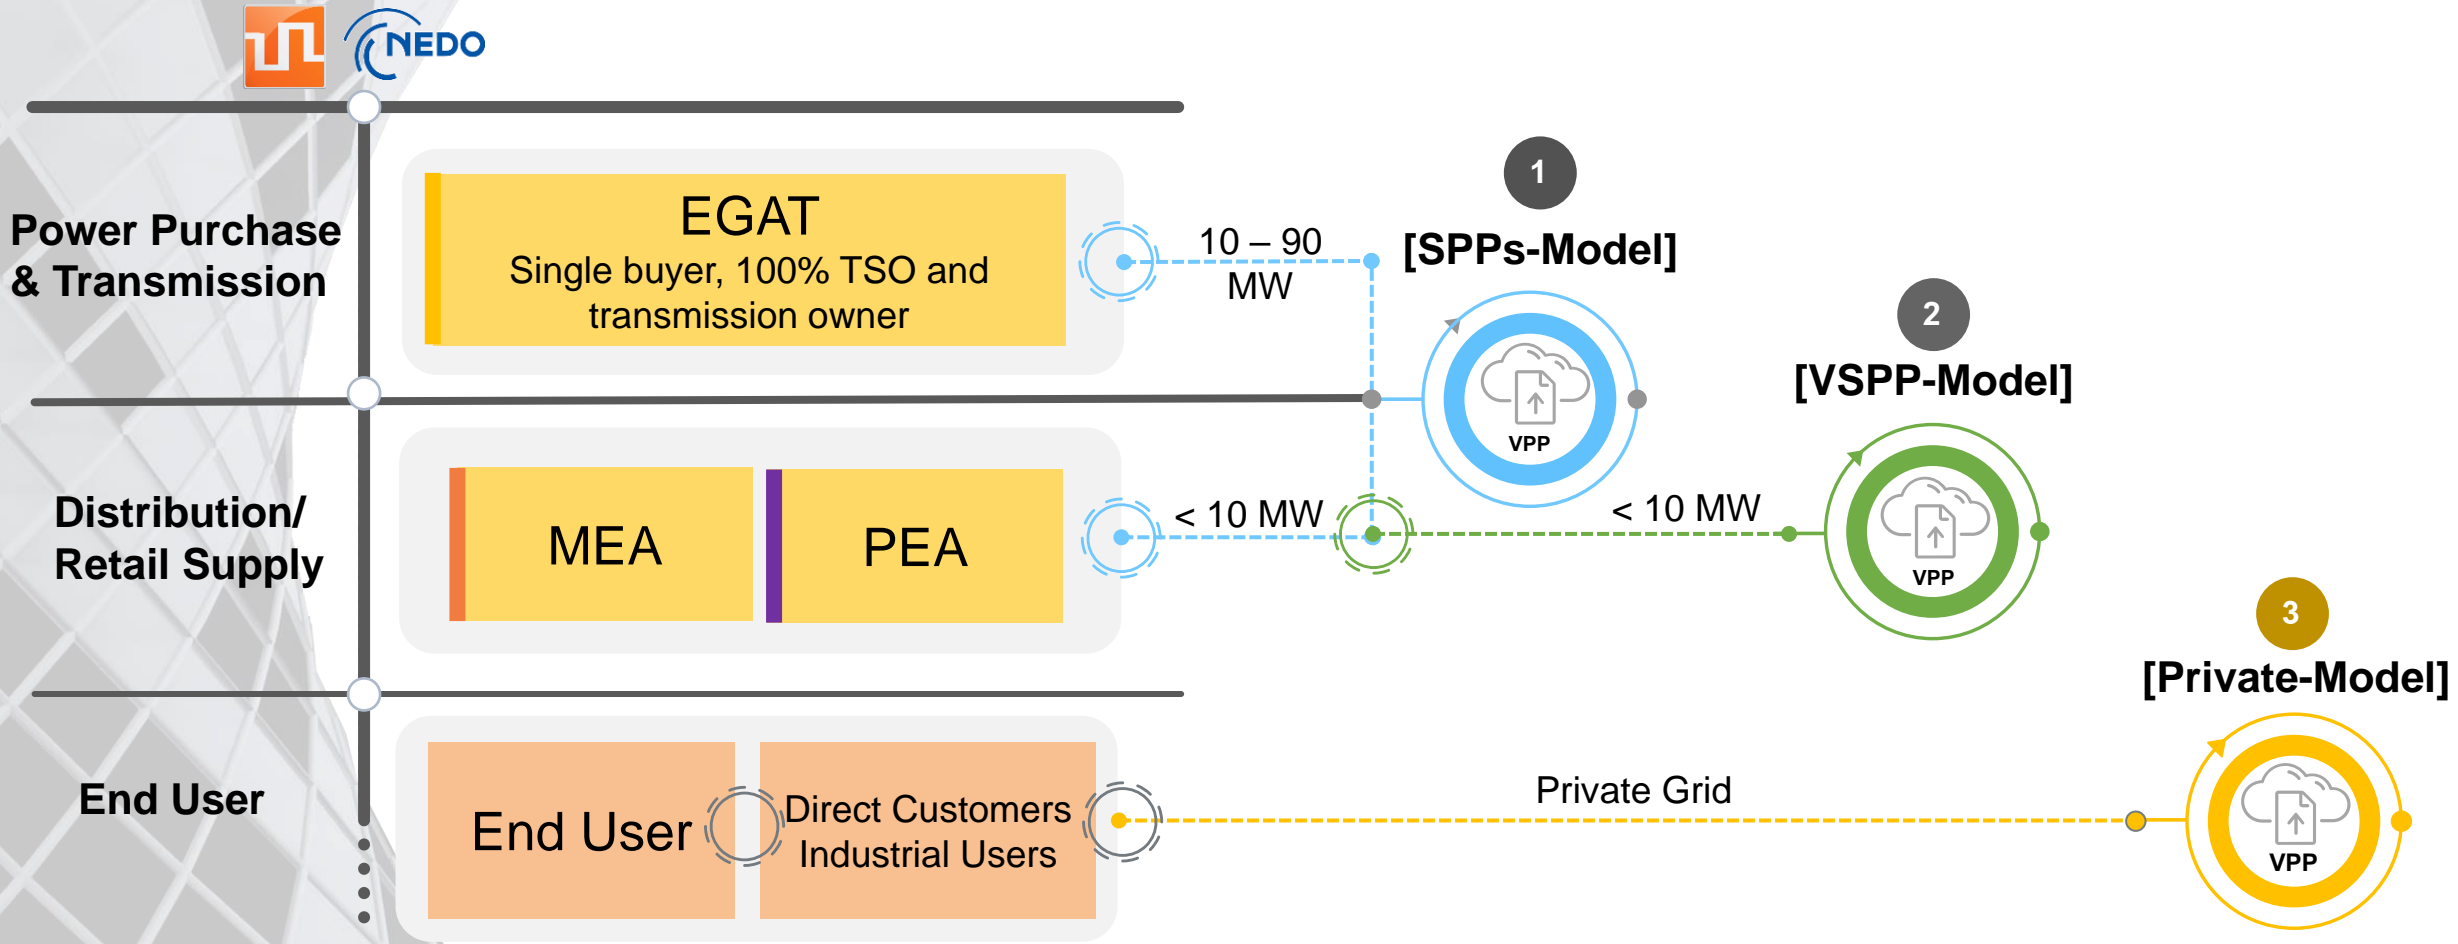 NEDO
Power Purchase
& Transmission
EGAT
Single buyer, 100% TSO and
transmission owner
10 – 90
MW
1
[SPPs-Model]
VPP
2
[VSPP-Model]
VPP
Distribution/
Retail Supply
MEA
PEA
< 10 MW
< 10 MW
3
[Private-Model]
VPP
End User
End User
Direct Customers
Industrial Users
Private Grid